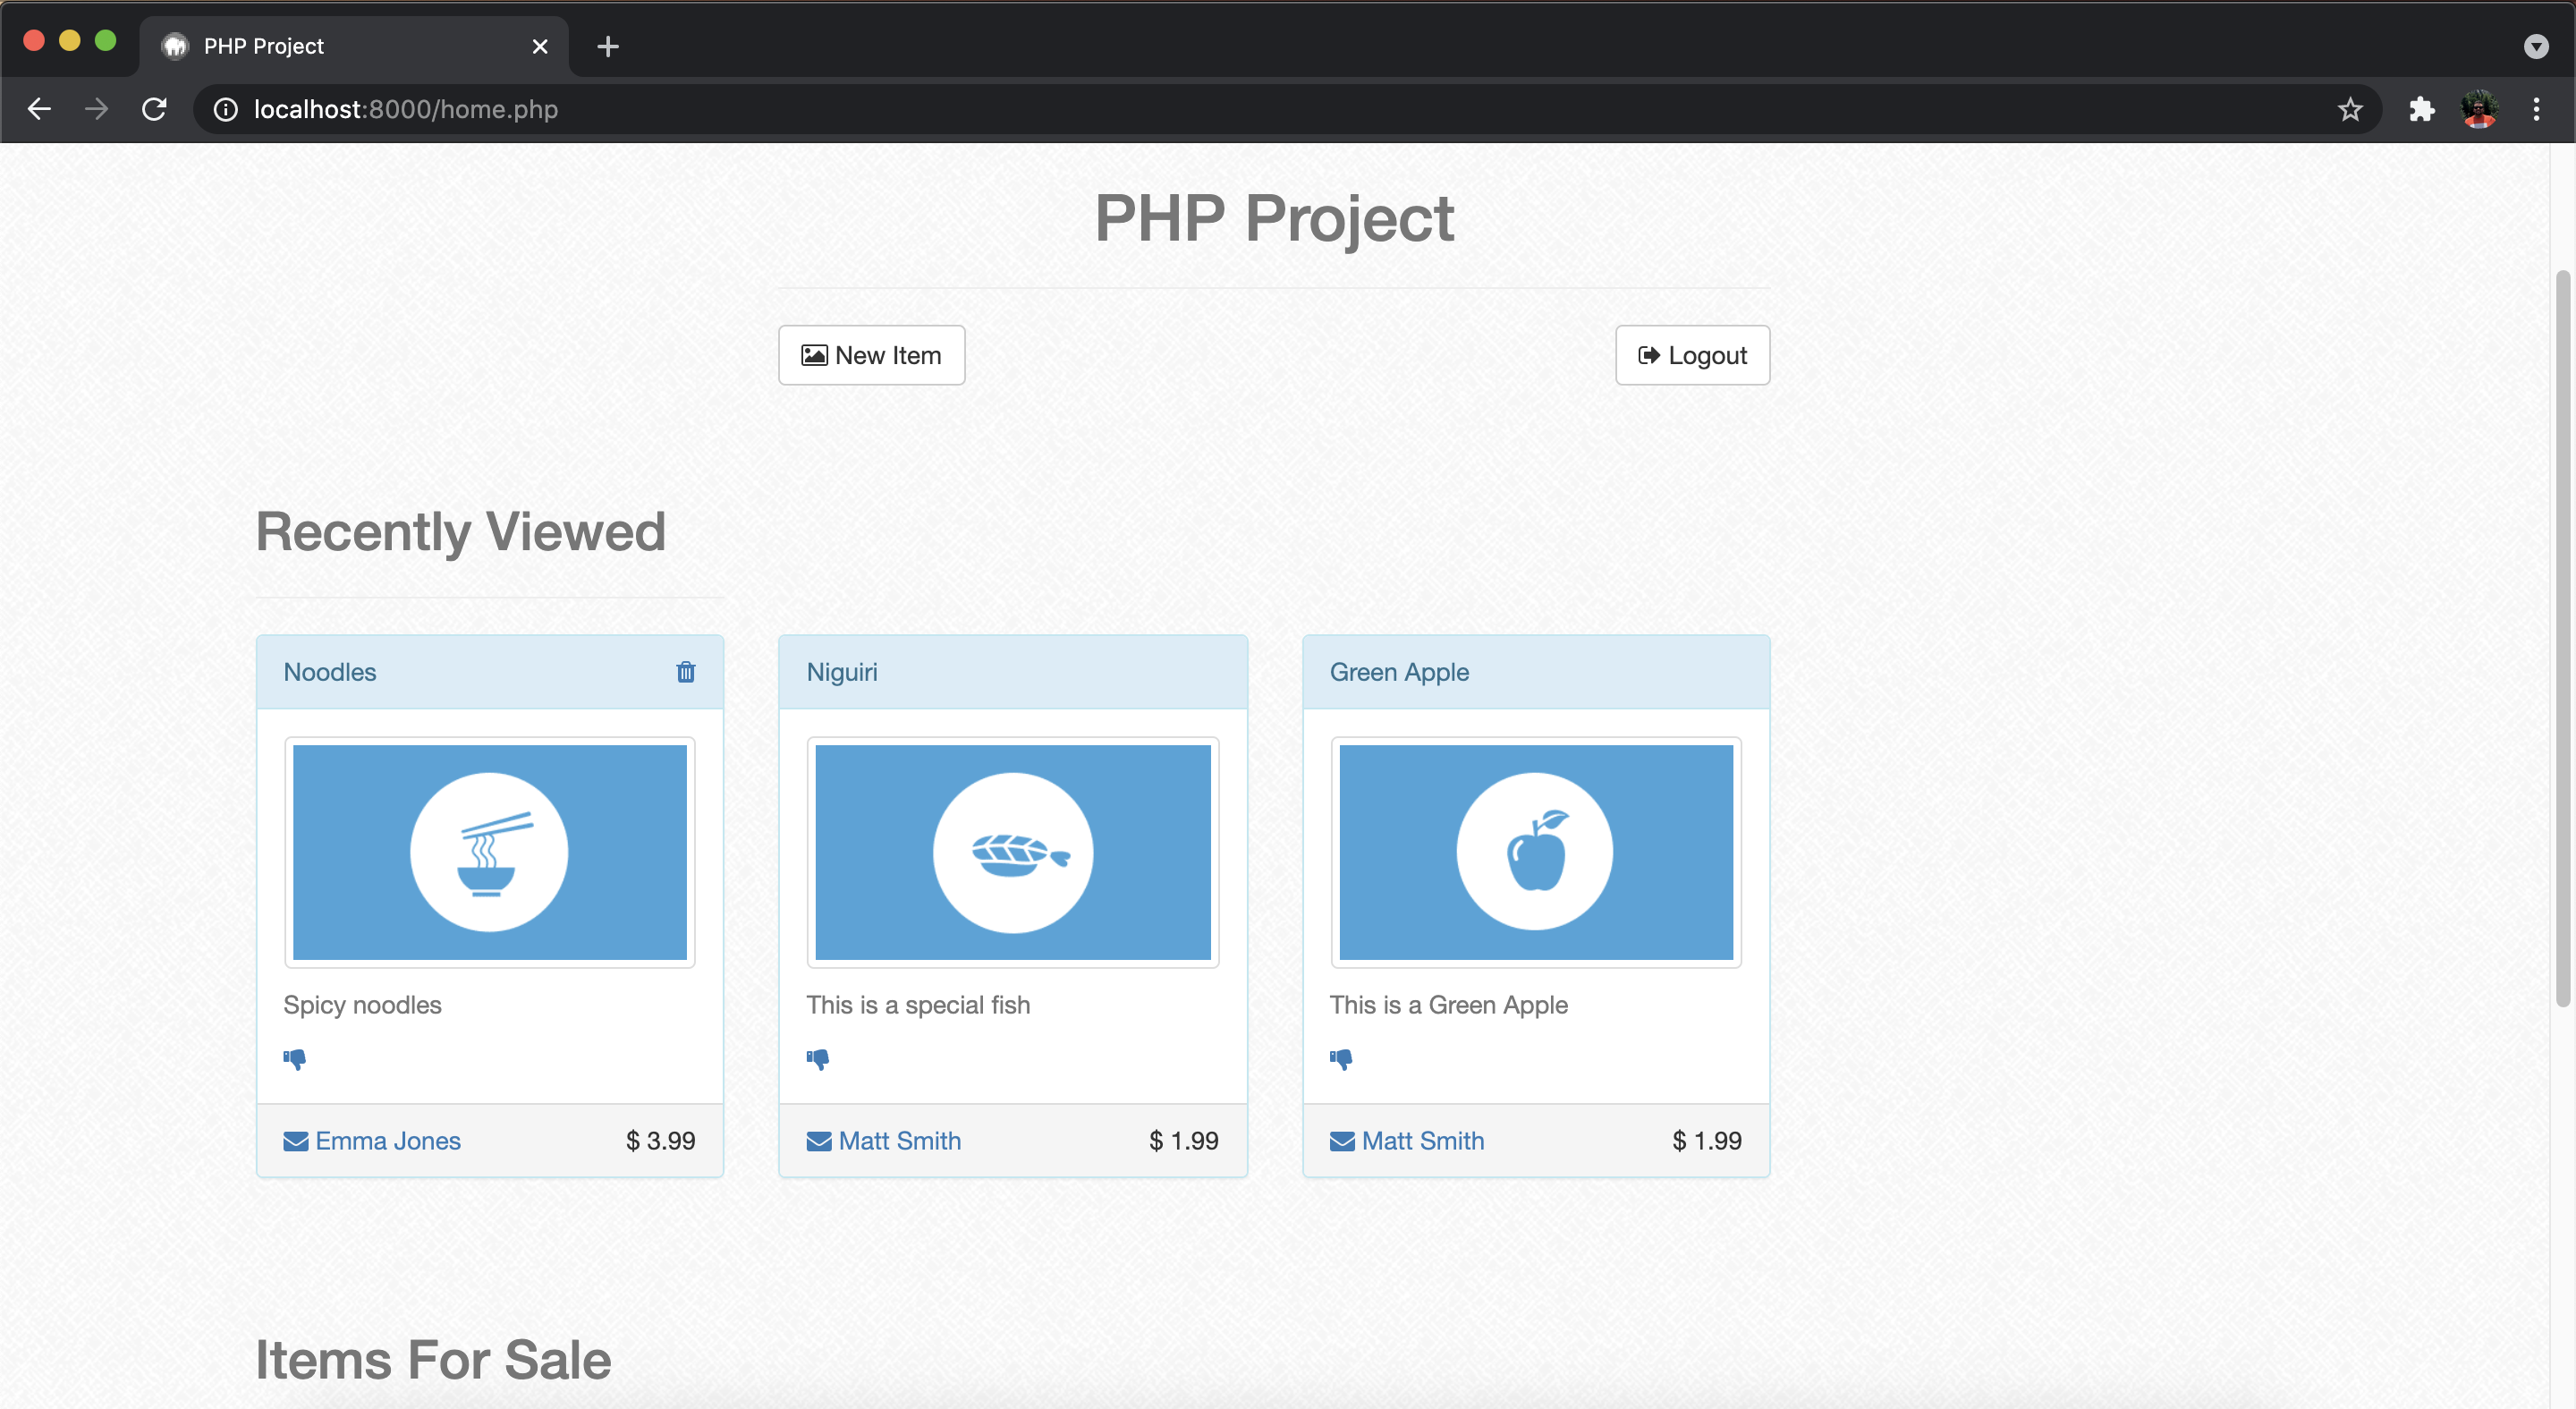 PHP Project
localhost:8000/home.php
PHP Project
New Item
Logout
Recently Viewed
Noodles
Niguiri
Green Apple
Spicy noodles
This is a special fish
This is a Green Apple
Emma Jones $ 3.99
Matt Smith $ 1.99
Matt Smith $ 1.99
Items For Sale